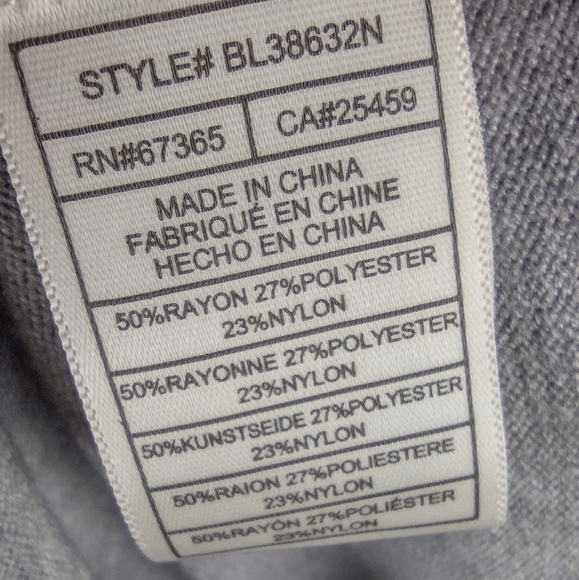 STYLE# BL38632N
RN#67365 CA#25459
MADE IN CHINA
FABRIQUÉ EN CHINE
HECHO EN CHINA
50%RAYON 27%POLYESTER
23%NYLON
50%RAYONNE 27%POLYESTER
23%NYLON
50%KUNSTSEIDE 27%POLYESTER
23%NYLON
50%RAION 27%POLIESTERE
23%NYLON
50%RAYÓN 27%POLIÉSTER
23%NYLON